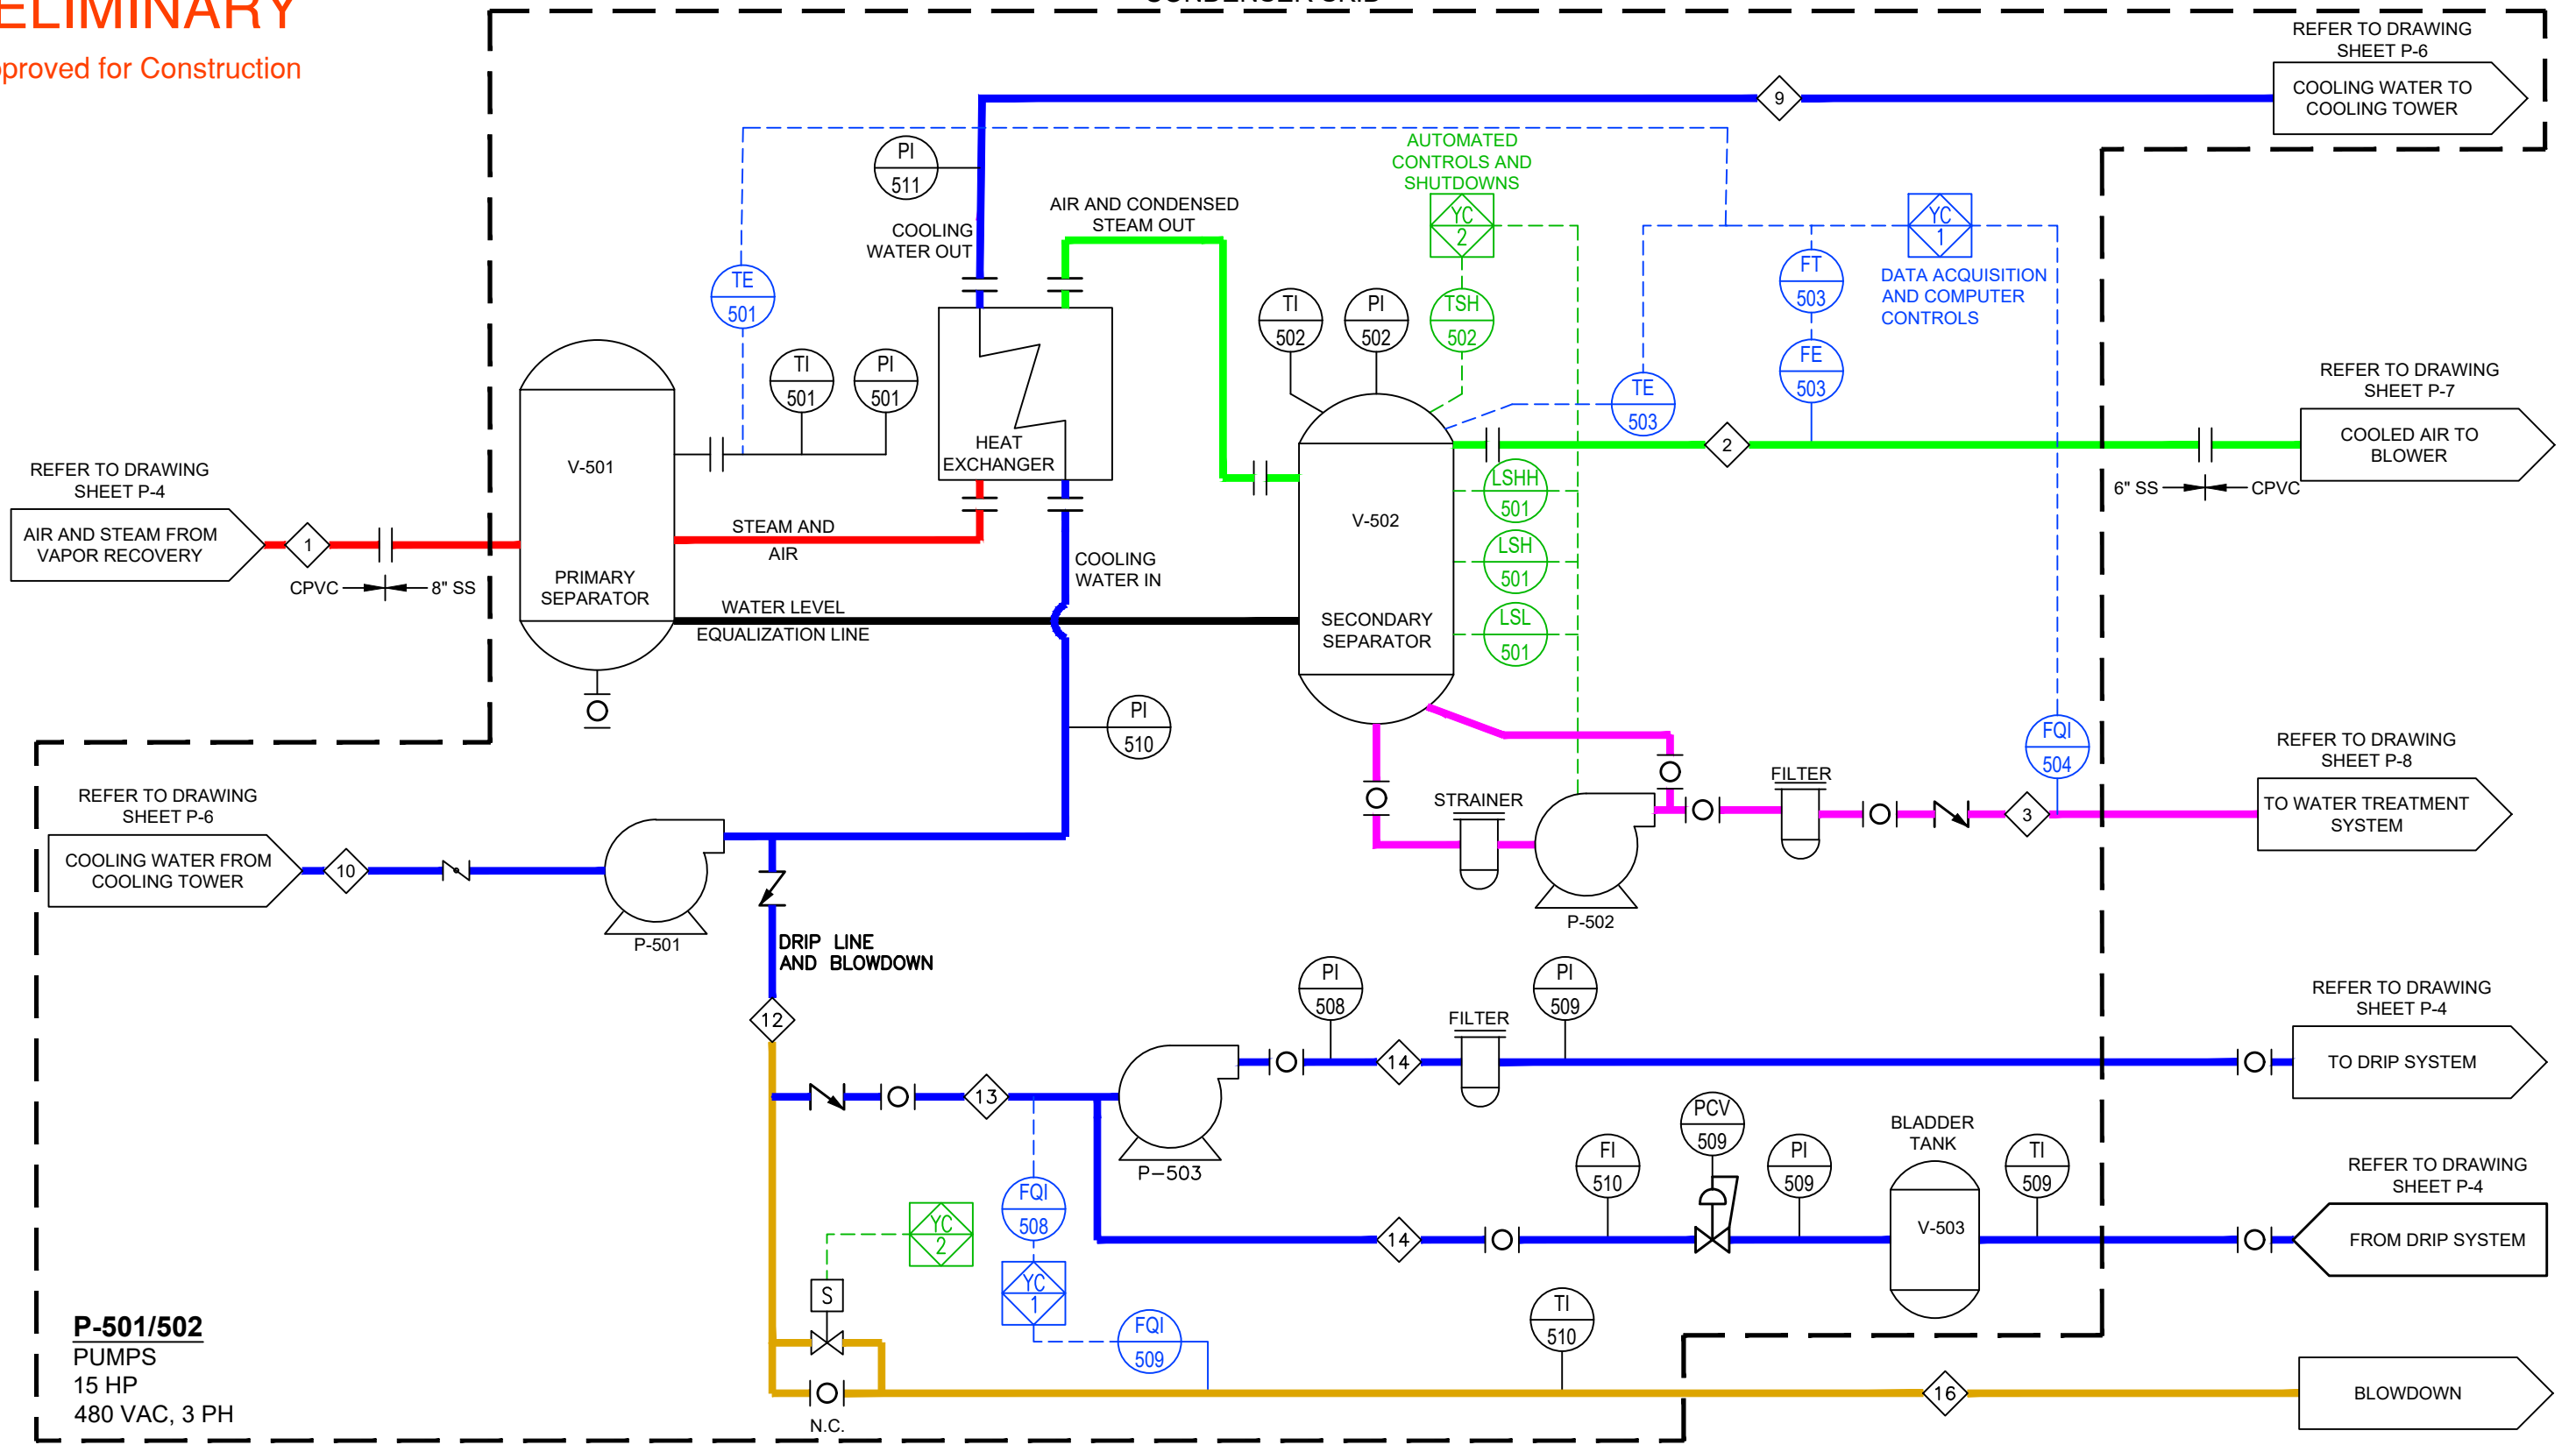 REFER TO DRAWING
SHEET P-6
COOLING WATER TO
COOLING TOWER
9
PI
511
AUTOMATED
CONTROLS AND
SHUTDOWNS
YC
2
YC
1
AIR AND CONDENSED
STEAM OUT
COOLING
WATER OUT
TE
501
TI
502
PI
502
TSH
502
FT
503
DATA ACQUISITION
AND COMPUTER
CONTROLS
TI
501
PI
501
TE
503
FE
503
REFER TO DRAWING
SHEET P-7
COOLED AIR TO
BLOWER
2
6" SS
CPVC
HEAT
EXCHANGER
V-501
PRIMARY
SEPARATOR
REFER TO DRAWING
SHEET P-4
AIR AND STEAM FROM
VAPOR RECOVERY
1
CPVC
8" SS
STEAM AND
AIR
COOLING
WATER IN
WATER LEVEL
EQUALIZATION LINE
V-502
SECONDARY
SEPARATOR
LSHH
501
LSH
501
LSL
501
PI
510
FQI
504
REFER TO DRAWING
SHEET P-8
TO WATER TREATMENT
SYSTEM
3
STRAINER
FILTER
P-502
REFER TO DRAWING
SHEET P-6
COOLING WATER FROM
COOLING TOWER
10
P-501
DRIP LINE
AND BLOWDOWN
12
PI
508
FILTER
PI
509
14
REFER TO DRAWING
SHEET P-4
TO DRIP SYSTEM
13
P-503
FQI
508
YC
1
FQI
509
YC
2
S
N.C.
14
FI
510
PCV
509
PI
509
BLADDER
TANK
V-503
TI
509
REFER TO DRAWING
SHEET P-4
FROM DRIP SYSTEM
TI
510
16
BLOWDOWN
P-501/502
PUMPS
15 HP
480 VAC, 3 PH
for Construction